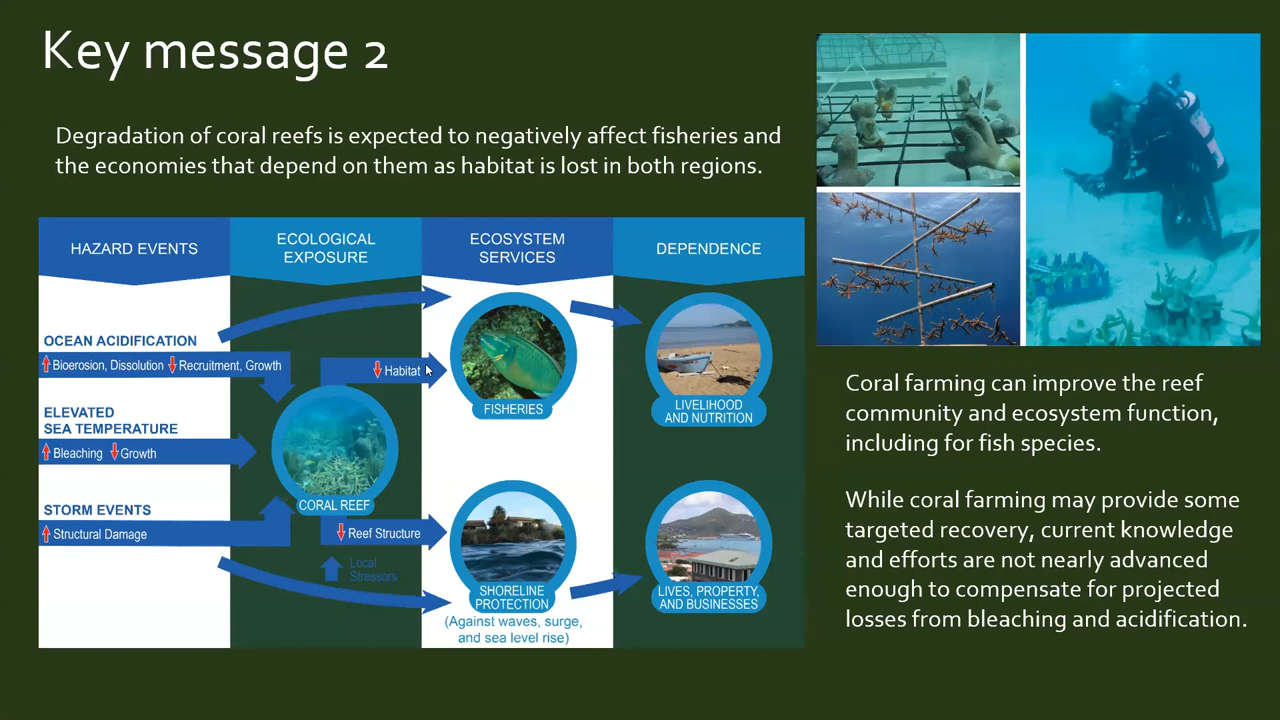 Key message 2
Degradation of coral reefs is expected to negatively affect fisheries and
the economies that depend on them as habitat is lost in both regions.
HAZARD EVENTS
ECOLOGICAL
EXPOSURE
ECOSYSTEM
SERVICES
DEPENDENCE
OCEAN ACIDIFICATION
Bioerosion, Dissolution Recruitment, Growth
ELEVATED
SEA TEMPERATURE
Bleaching Growth
STORM EVENTS
Structural Damage
CORAL REEF
Habitat
Reef Structure
Local
Stressors
FISHERIES
SHORELINE
PROTECTION
(Against waves, surge,
and sea level rise)
LIVELIHOOD
AND NUTRITION
LIVES, PROPERTY,
AND BUSINESSES
Coral farming can improve the reef
community and ecosystem function,
including for fish species.
While coral farming may provide some
targeted recovery, current knowledge
and efforts are not nearly advanced
enough to compensate for projected
losses from bleaching and acidification.